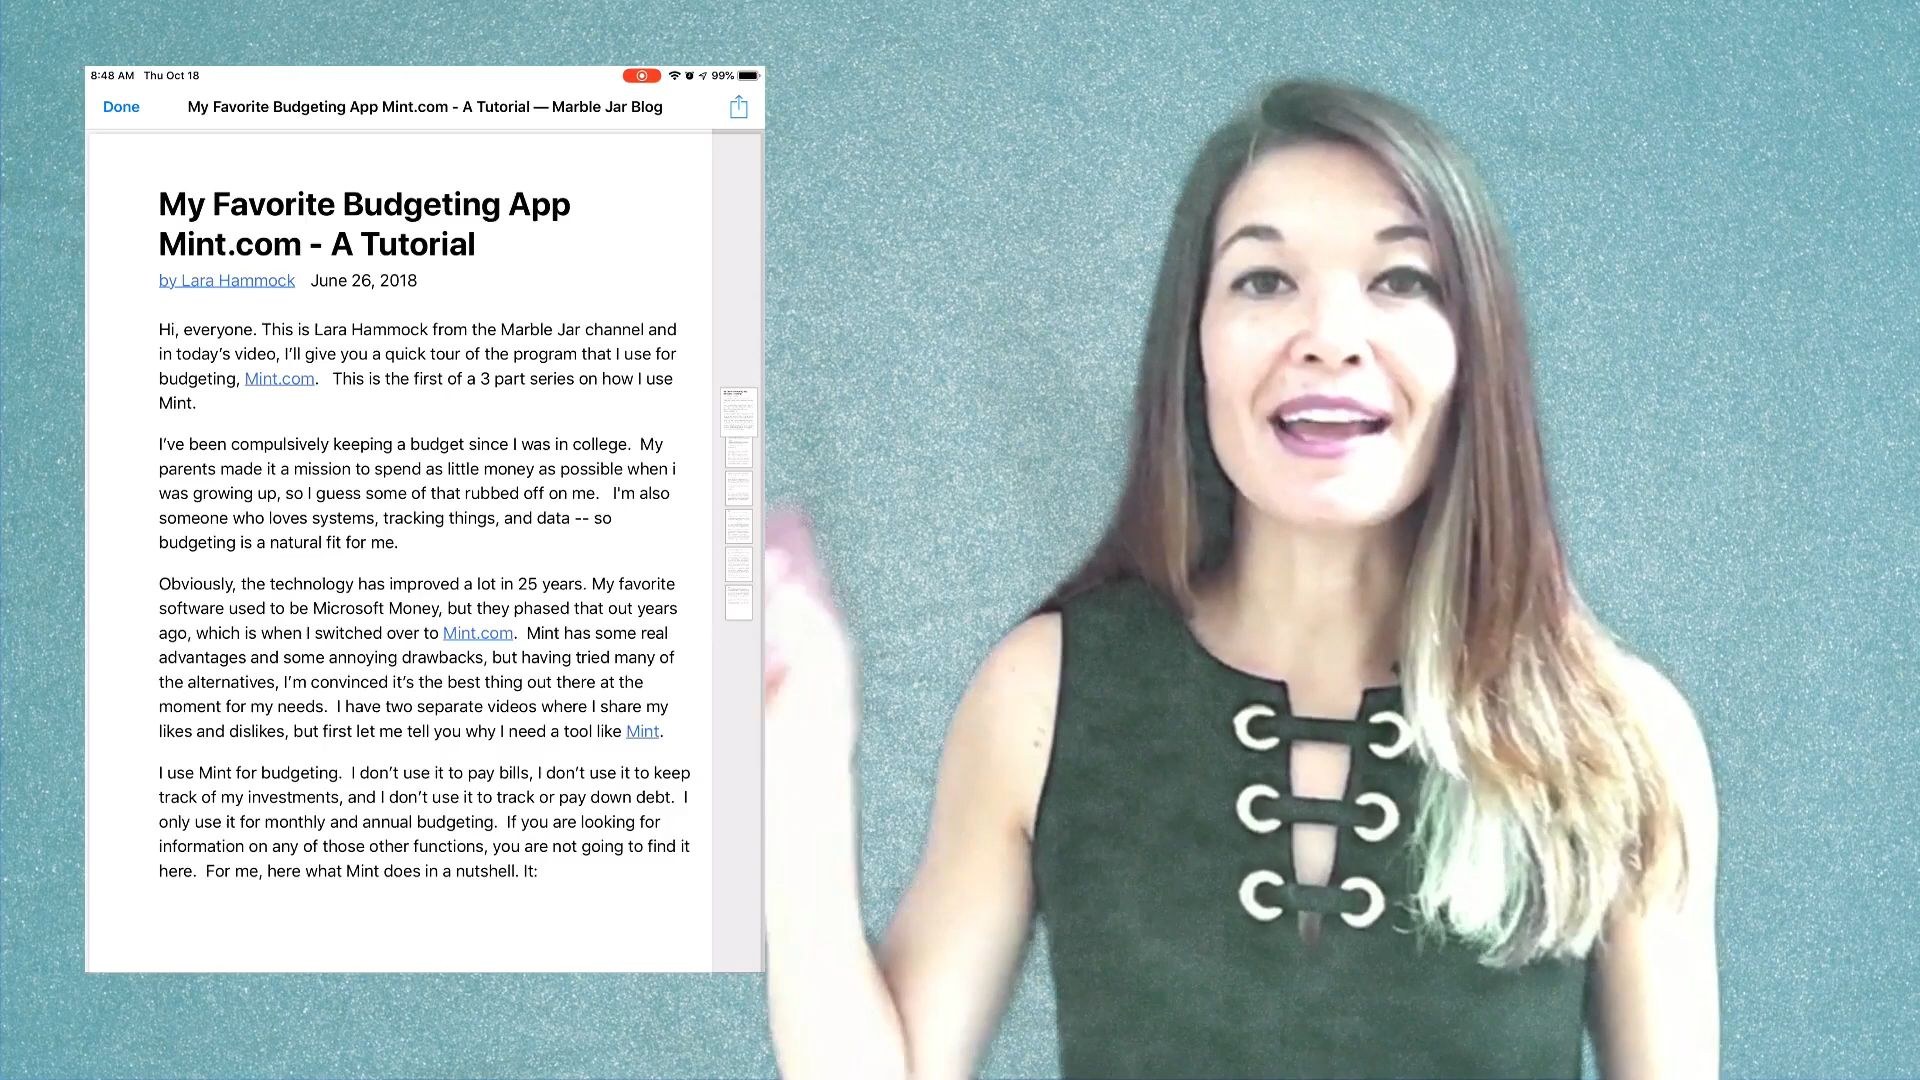 8:48 AM Thu Oct 18
99%
Done
My Favorite Budgeting App Mint.com - A Tutorial — Marble Jar Blog
My Favorite Budgeting App
Mint.com - A Tutorial
by Lara Hammock June 26, 2018
Hi, everyone. This is Lara Hammock from the Marble Jar channel and
in today’s video, I’ll give you a quick tour of the program that I use for
budgeting, Mint.com. This is the first of a 3 part series on how I use
Mint.
I’ve been compulsively keeping a budget since I was in college. My
parents made it a mission to spend as little money as possible when i
was growing up, so I guess some of that rubbed off on me. I'm also
someone who loves systems, tracking things, and data -- so
budgeting is a natural fit for me.
Obviously, the technology has improved a lot in 25 years. My favorite
software used to be Microsoft Money, but they phased that out years
ago, which is when I switched over to Mint.com. Mint has some real
advantages and some annoying drawbacks, but having tried many of
the alternatives, I’m convinced it’s the best thing out there at the
moment for my needs. I have two separate videos where I share my
likes and dislikes, but first let me tell you why I need a tool like Mint.
I use Mint for budgeting. I don’t use it to pay bills, I don’t use it to keep
track of my investments, and I don’t use it to track or pay down debt. I
only use it for monthly and annual budgeting. If you are looking for
information on any of those other functions, you are not going to find it
here. For me, here what Mint does in a nutshell. It: